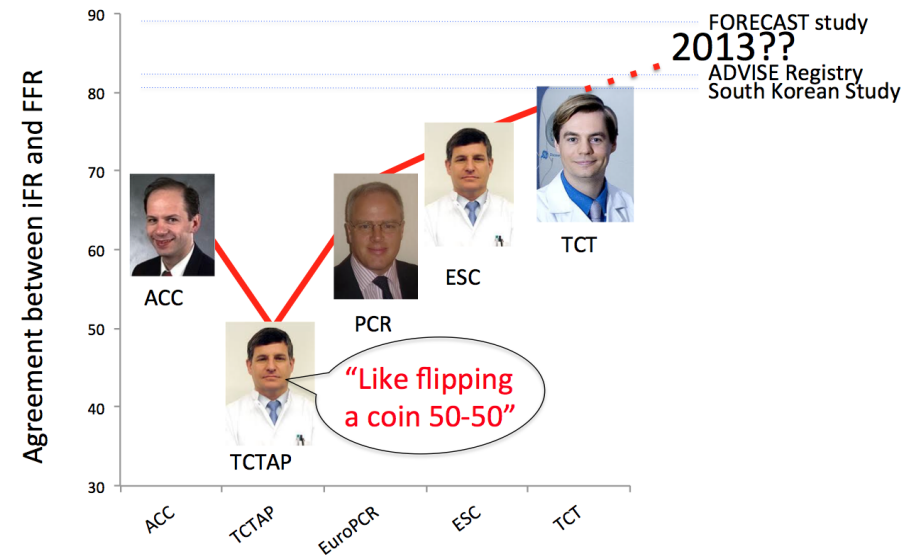 90
80
70
60
50
40
30
Agreement between iFR and FFR
FORECAST study
2013??
ADVISE Registry
South Korean Study
ACC
TCTAP
PCR
ESC
TCT
“Like flipping
a coin 50-50”
ACC
TCTAP
EuroPCR
ESC
TCT